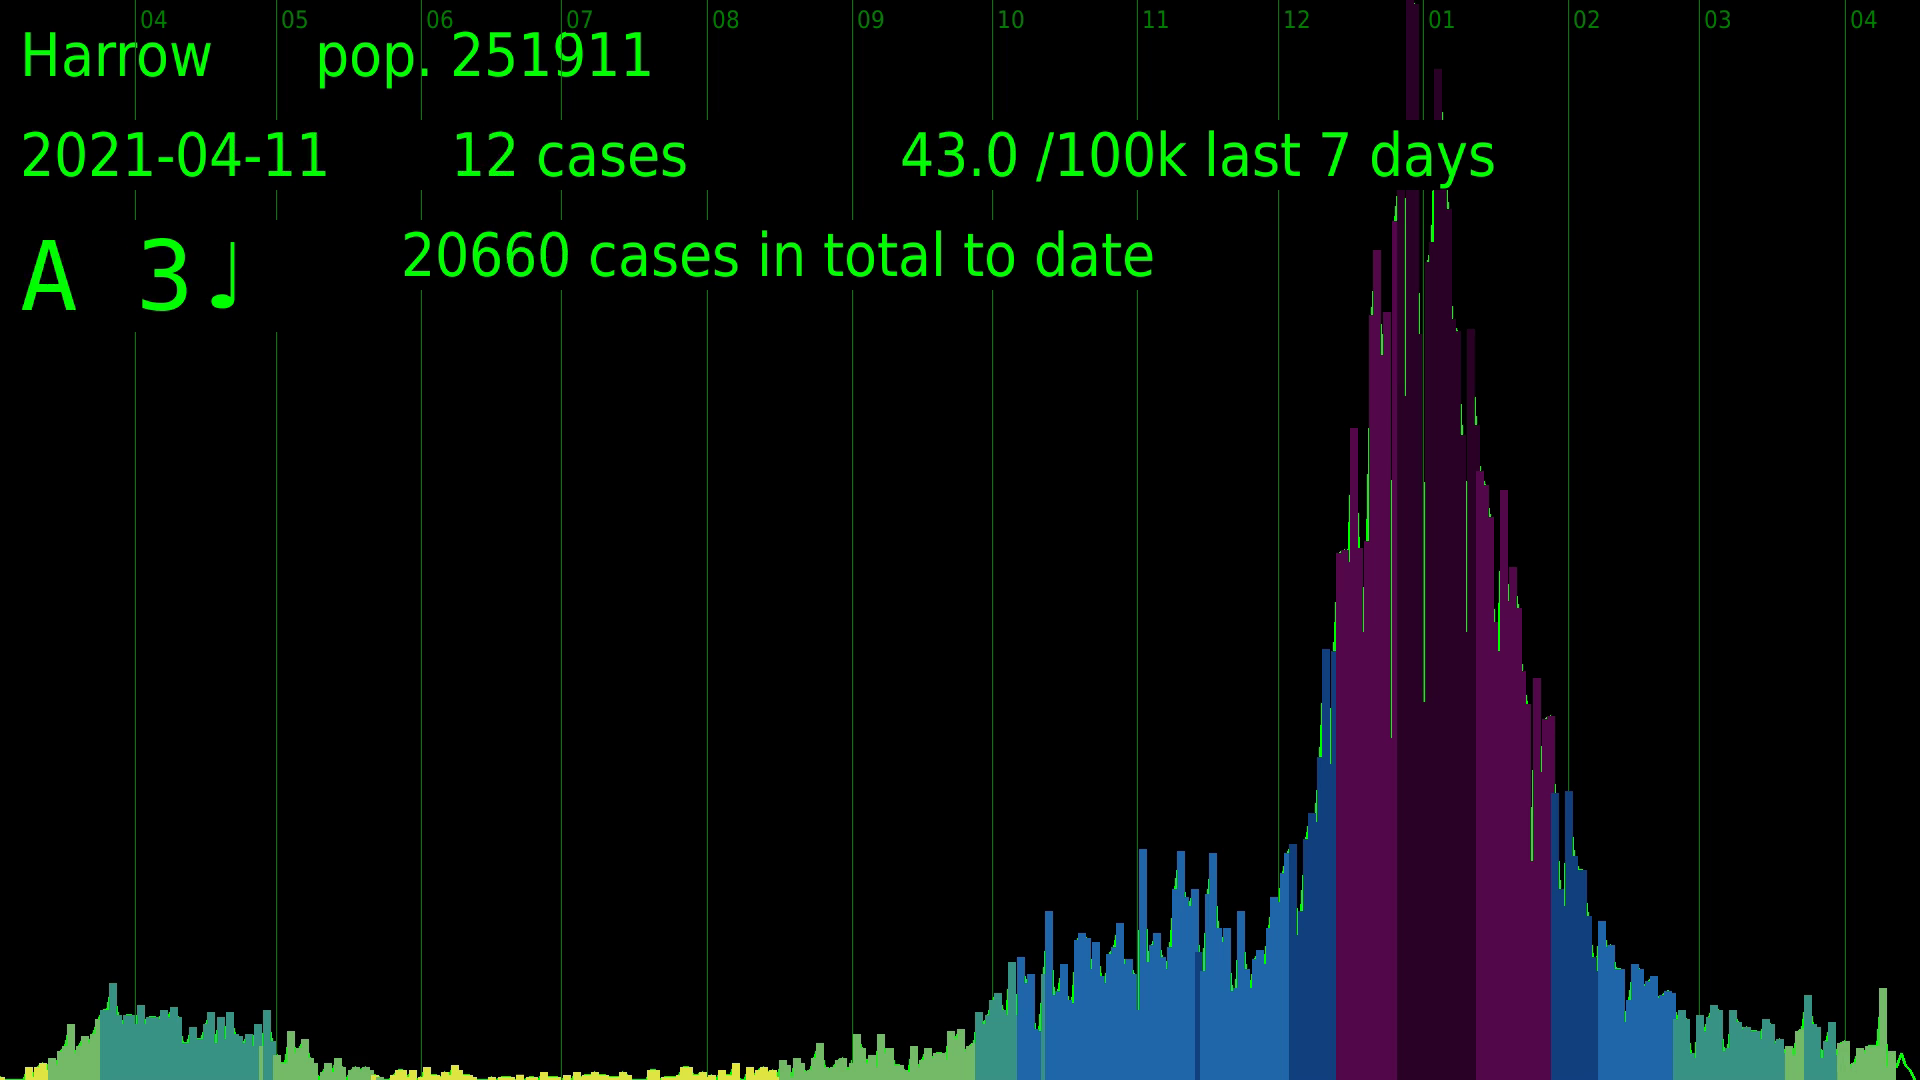 04 05 06 07 08 09 10 11 12 01 02 03 04
Harrow pop. 251911
2021-04-11 12 cases 43.0 /100k last 7 days
A 3♩ 20660 cases in total to date